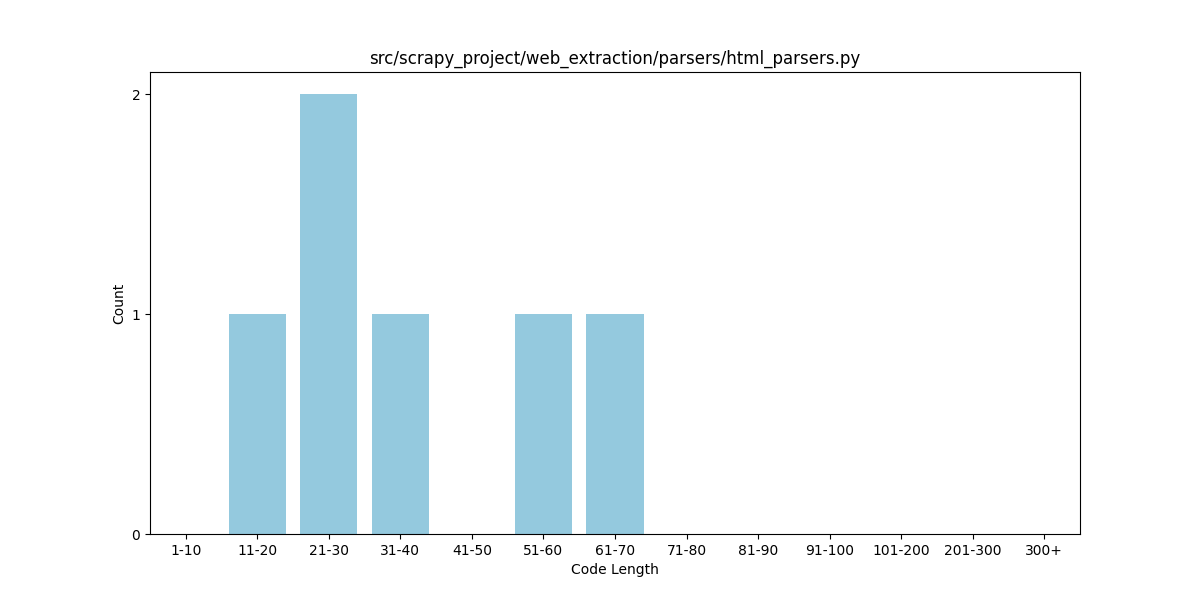 src/scrapy_project/web_extraction/parsers/html_parsers.py
Count
2
1
0
1-10 11-20 21-30 31-40 41-50 51-60 61-70 71-80 81-90 91-100 101-200 201-300 300+
Code Length